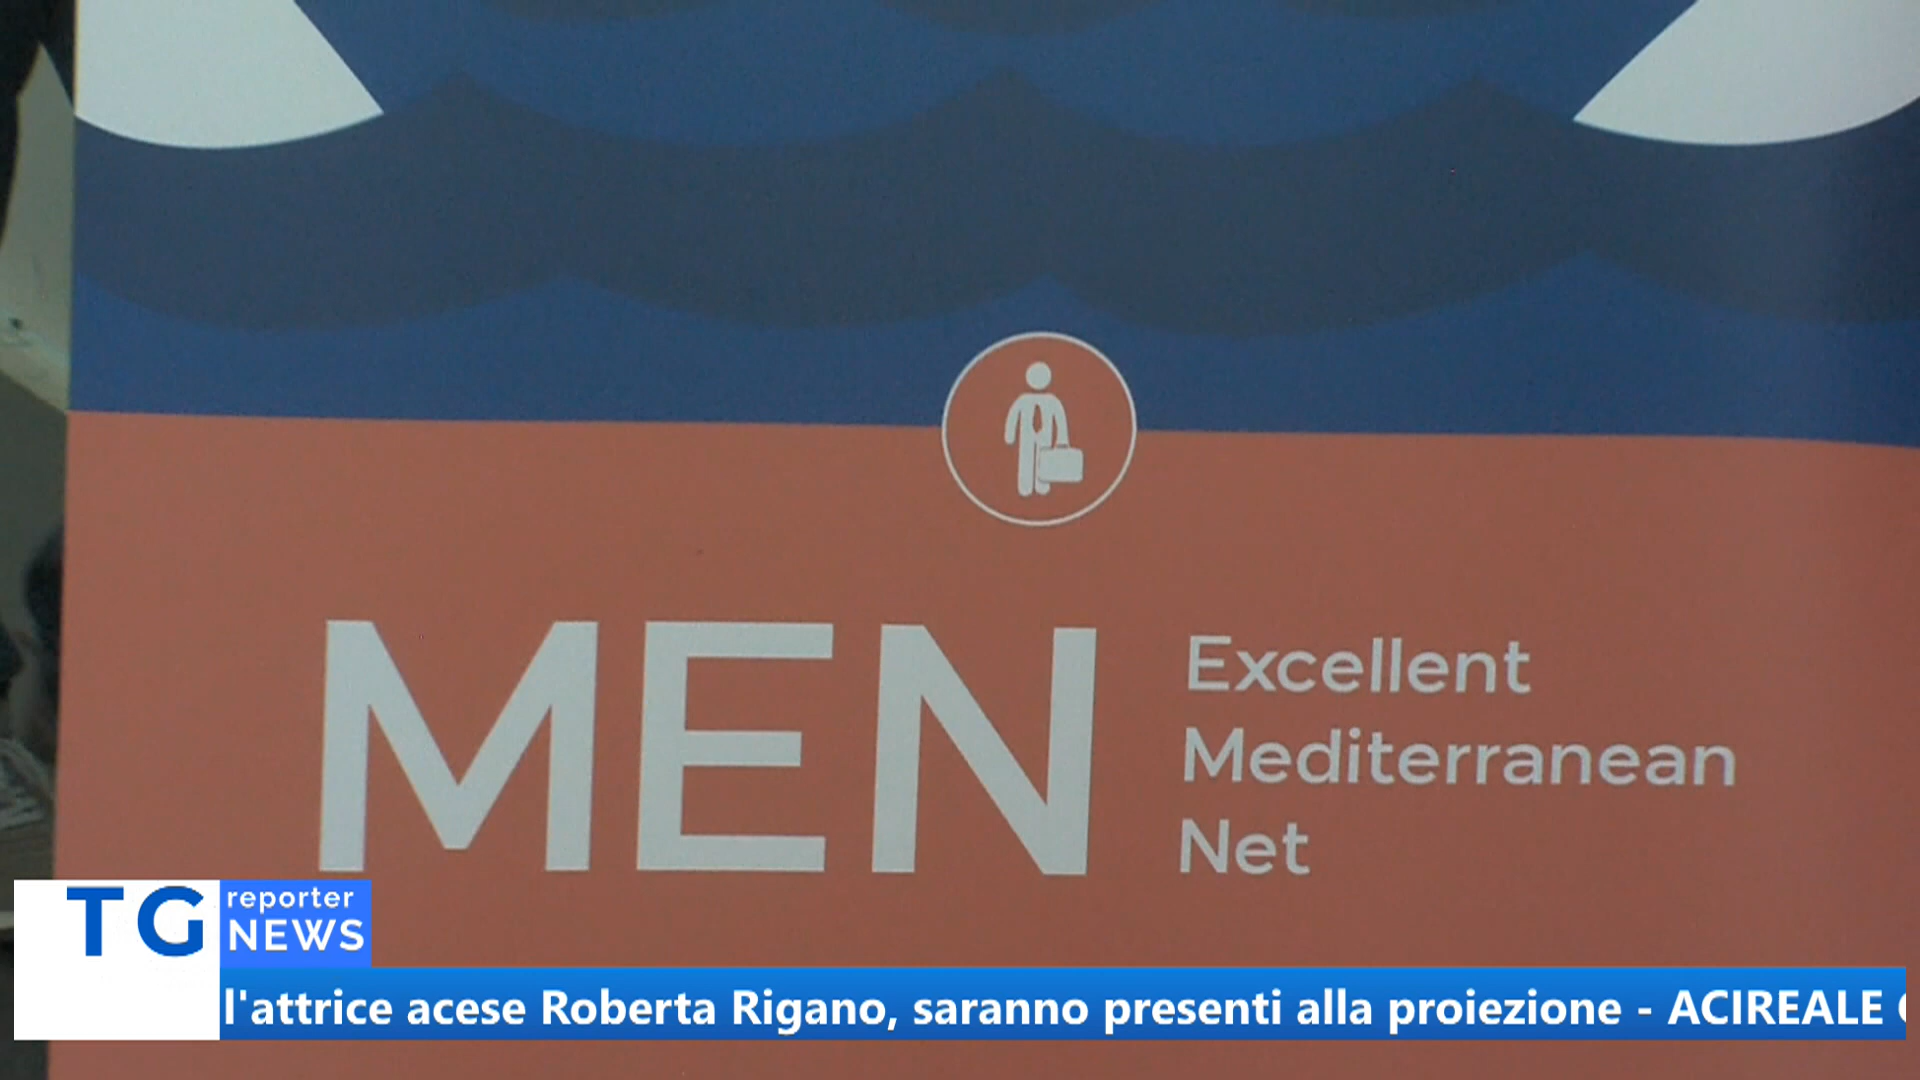 MEN
Excellent
Mediterranean
Net
TG
reporter
NEWS
l'attrice acese Roberta Rigano, saranno presenti alla proiezione - ACIREALE